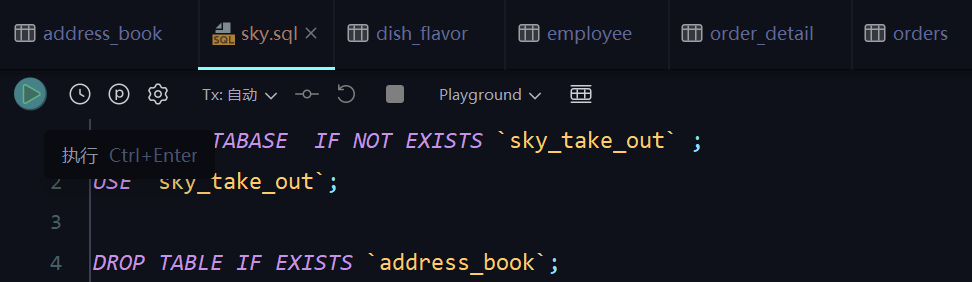 address_book sky.sql dish_flavor employee order_detail orders
Tx: 自动 Playground
TABASE IF NOT EXISTS `sky_take_out` ;
执行 Ctrl+Enter
2 USE `sky_take_out`;
3
4 DROP TABLE IF EXISTS `address_book`;